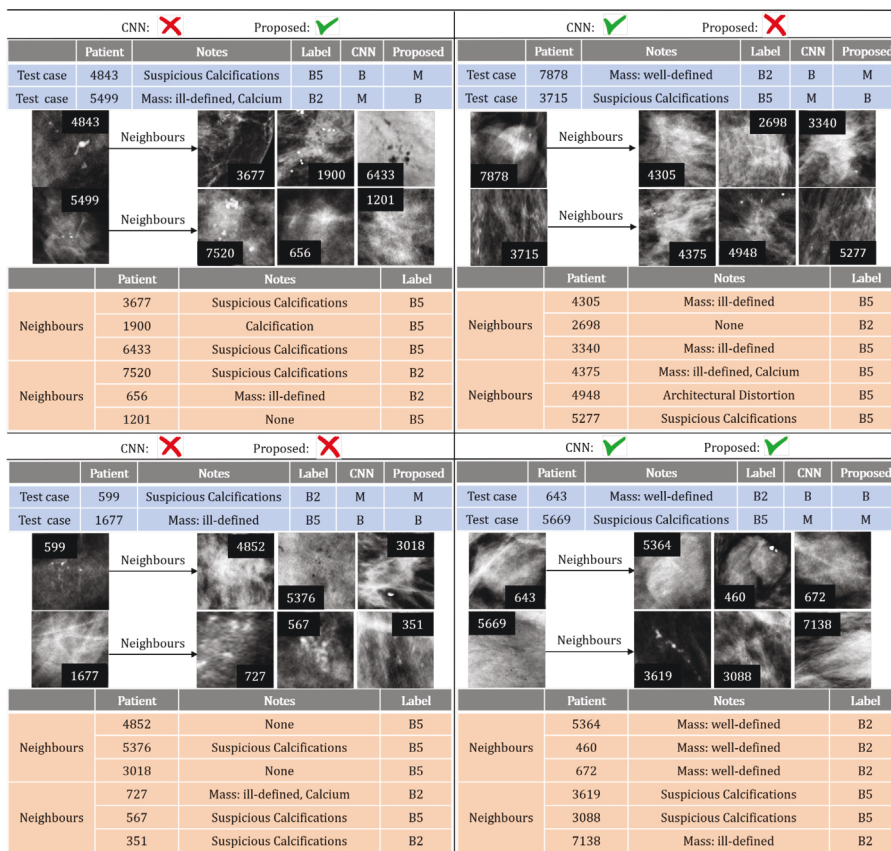 CNN: Proposed:
Patient Notes Label CNN Proposed
Test case 4843 Suspicious Calcifications B5 B M
Test case 5499 Mass: ill-defined, Calcium B2 M B
4843 Neighbours 3677 1900 6433
5499 Neighbours 7520 656 1201
Patient Notes Label
Neighbours
3677 Suspicious Calcifications B5
1900 Calcification B5
6433 Suspicious Calcifications B5
Neighbours
7520 Suspicious Calcifications B2
656 Mass: ill-defined B2
1201 None B5
CNN: Proposed:
Patient Notes Label CNN Proposed
Test case 7878 Mass: well-defined B2 B M
Test case 3715 Suspicious Calcifications B5 M B
7878 Neighbours 4305 2698 3340
3715 Neighbours 4375 4948 5277
Patient Notes Label
Neighbours
4305 Mass: ill-defined B5
2698 None B2
3340 Mass: ill-defined B5
Neighbours
4375 Mass: ill-defined, Calcium B5
4948 Architectural Distortion B5
5277 Suspicious Calcifications B5
CNN: Proposed:
Patient Notes Label CNN Proposed
Test case 599 Suspicious Calcifications B2 M M
Test case 1677 Mass: ill-defined B5 B B
599 Neighbours 4852 5376 3018
1677 Neighbours 727 567 351
Patient Notes Label
Neighbours
4852 None B5
5376 Suspicious Calcifications B5
3018 None B5
Neighbours
727 Mass: ill-defined, Calcium B2
567 Suspicious Calcifications B5
351 Suspicious Calcifications B2
CNN: Proposed:
Patient Notes Label CNN Proposed
Test case 643 Mass: well-defined B2 B B
Test case 5669 Suspicious Calcifications B5 M M
643 Neighbours 5364 460 672
5669 Neighbours 3619 3088 7138
Patient Notes Label
Neighbours
5364 Mass: well-defined B2
460 Mass: well-defined B2
672 Mass: well-defined B2
Neighbours
3619 Suspicious Calcifications B5
3088 Suspicious Calcifications B5
7138 Mass: ill-defined B2